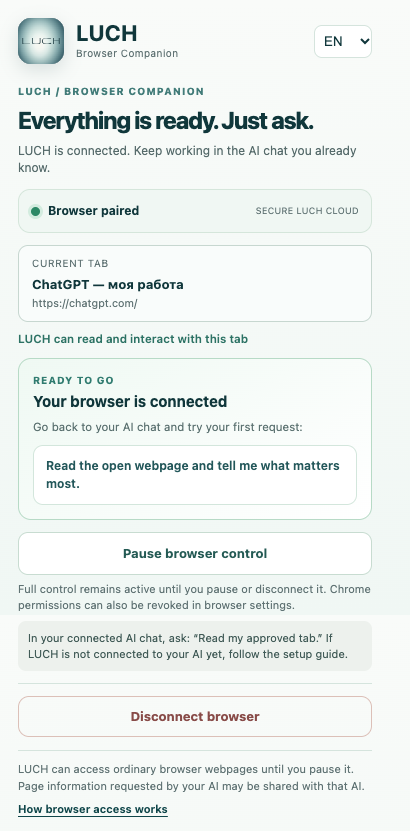 LUCH
LUCH
Browser Companion
EN
LUCH / BROWSER COMPANION
Everything is ready. Just ask.
LUCH is connected. Keep working in the AI chat you already
know.
Browser paired
SECURE LUCH CLOUD
CURRENT TAB
ChatGPT — моя работа
https://chatgpt.com/
LUCH can read and interact with this tab
READY TO GO
Your browser is connected
Go back to your AI chat and try your first request:
Read the open webpage and tell me what matters
most.
Pause browser control
Full control remains active until you pause or disconnect it. Chrome
permissions can also be revoked in browser settings.
In your connected AI chat, ask: “Read my approved tab.” If
LUCH is not connected to your AI yet, follow the setup guide.
Disconnect browser
LUCH can access ordinary browser webpages until you pause it.
Page information requested by your AI may be shared with that AI.
How browser access works